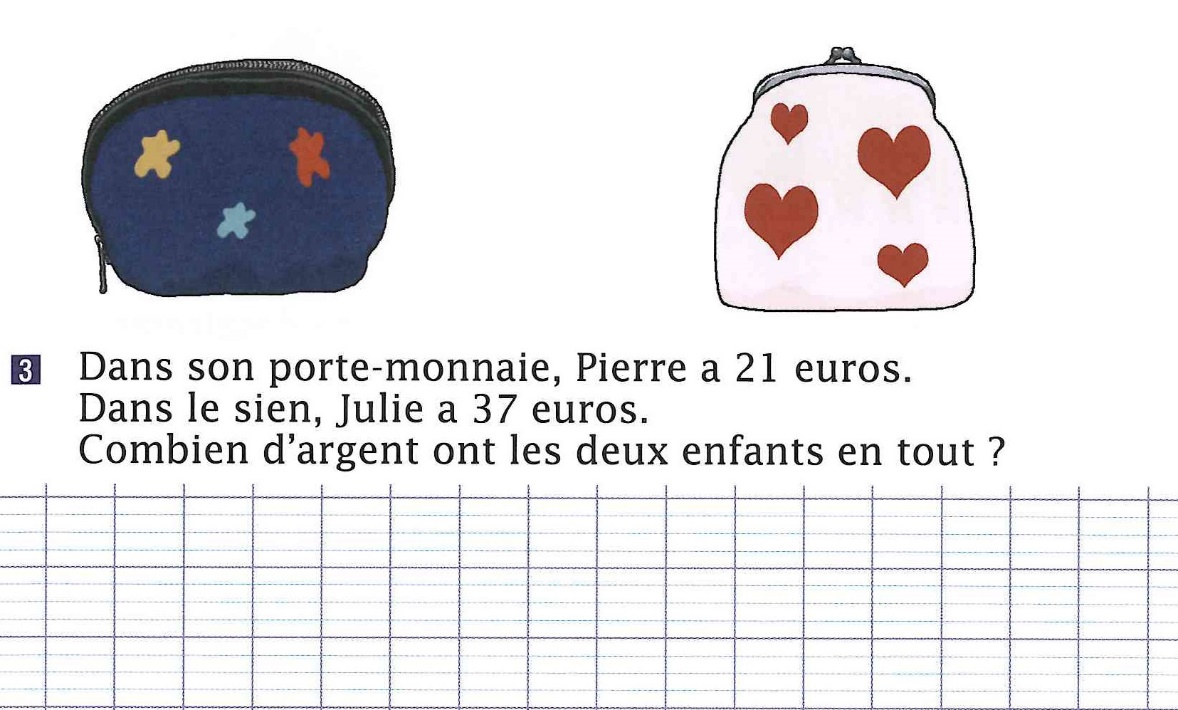 3 Dans son porte-monnaie, Pierre a 21 euros.
Dans le sien, Julie a 37 euros.
Combien d'argent ont les deux enfants en tout ?